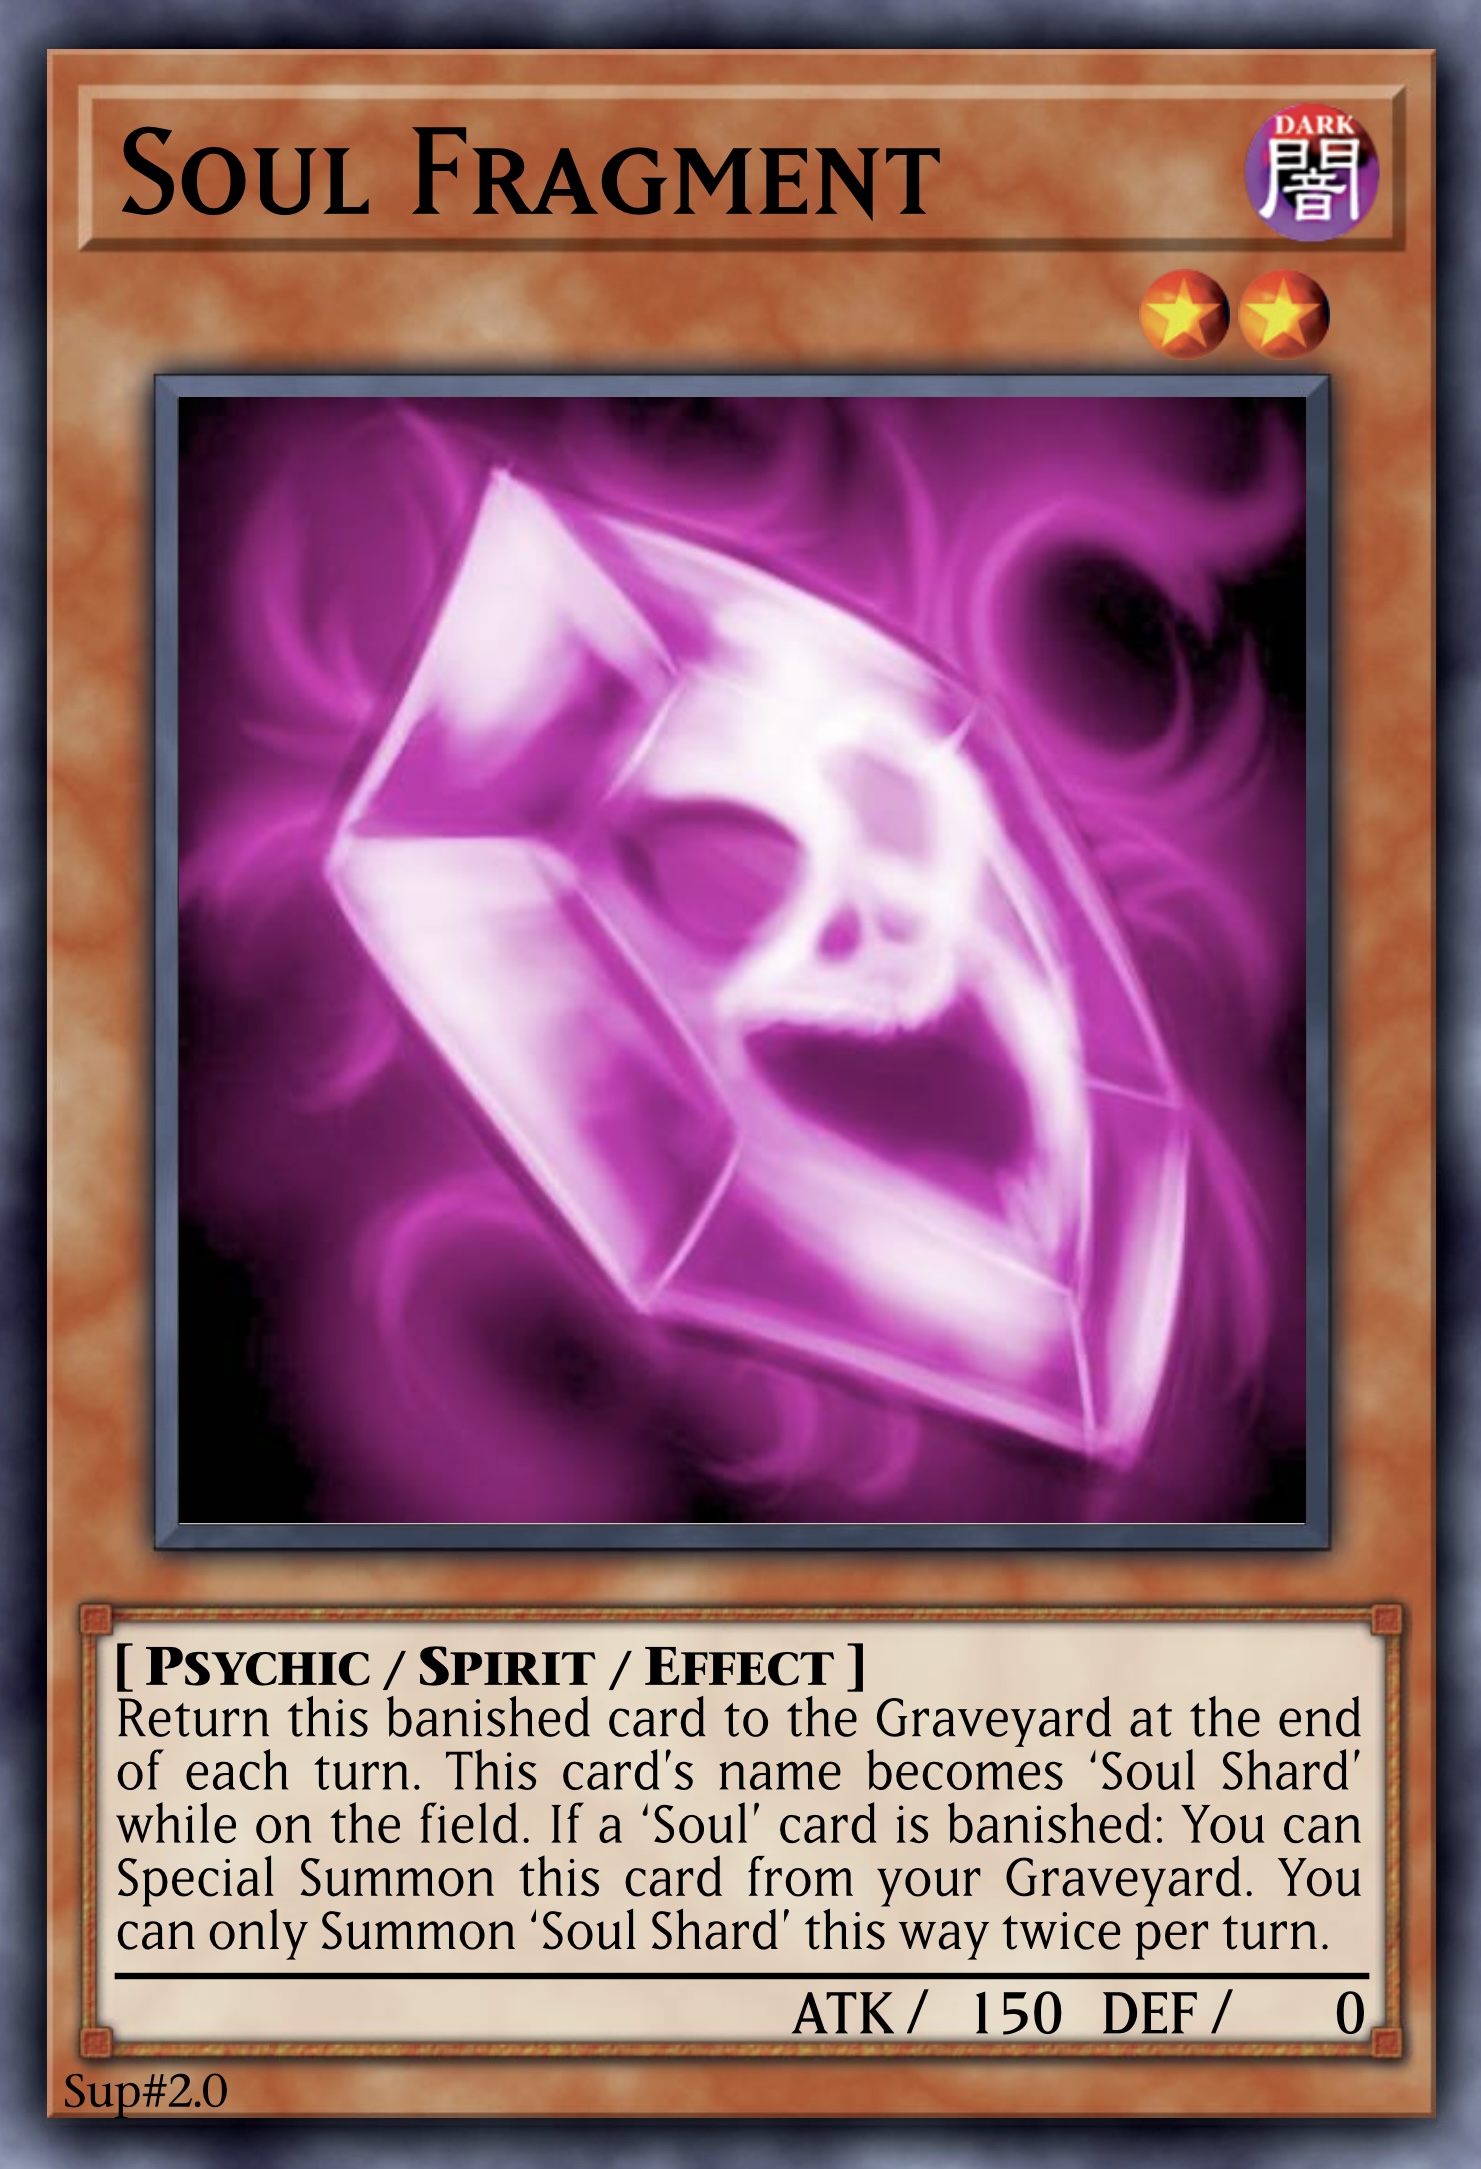 Soul Fragment
DARK
闇
[ Psychic / Spirit / Effect ]
Return this banished card to the Graveyard at the end
of each turn. This card's name becomes ‘Soul Shard’
while on the field. If a ‘Soul’ card is banished: You can
Special Summon this card from your Graveyard. You
can only Summon ‘Soul Shard’ this way twice per turn.
ATK / 150 DEF / 0
Sup#2.0